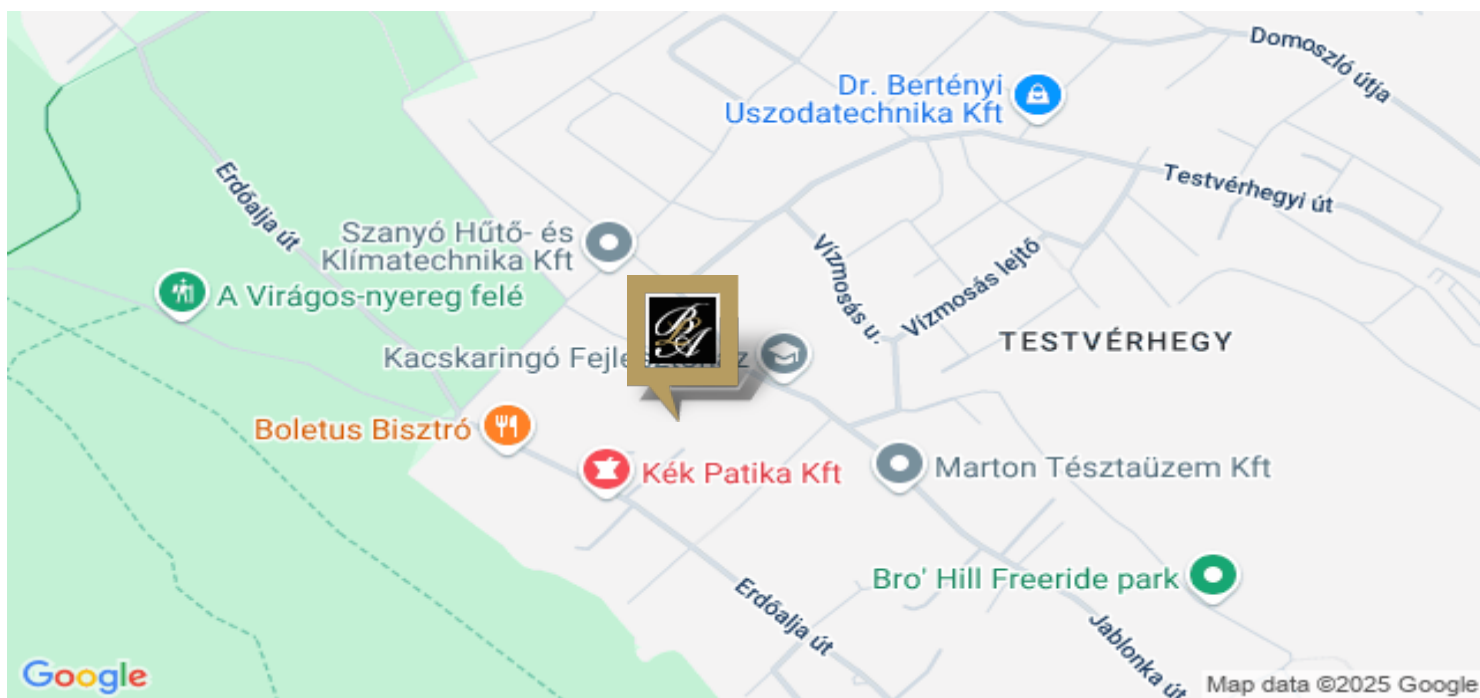 Domoszló útja
Dr. Bertényi
Uszodatechnika Kft
Testvérhegyi út
Erdőalja út
Szanyó Hűtő- és
Klímatechnika Kft
Vízmosás u.
Vízmosás lejtő
A Virágos-nyereg felé
TESTVÉRHEGY
BLA
Kacskaringó Fejlesztőház
Boletus Bisztró
Kék Patika Kft
Marton Tésztaüzem Kft
Bro' Hill Freeride park
Erdőalja út
Jablonka út
Google
Map data ©2025 Google